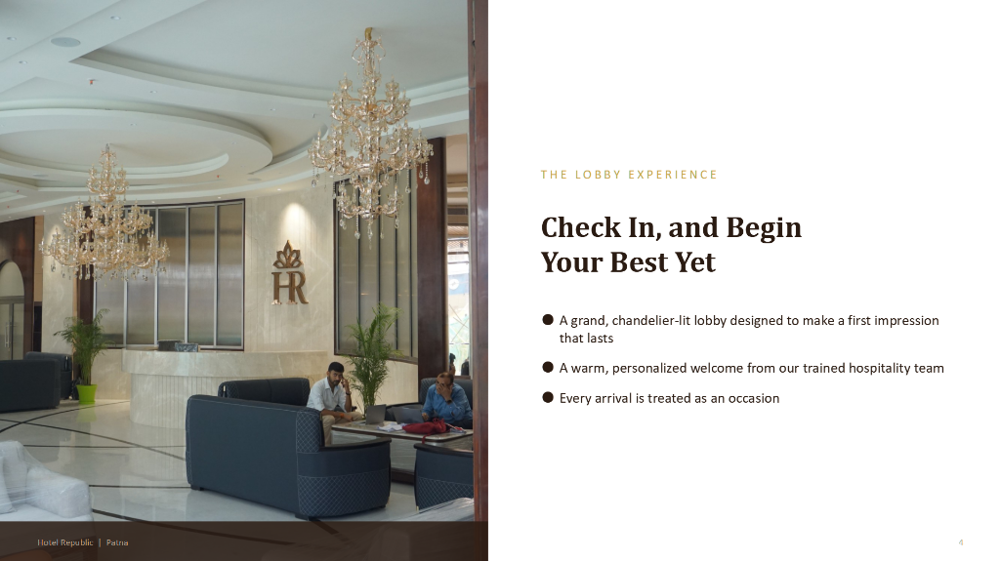 HR
THE LOBBY EXPERIENCE
Check In, and Begin
Your Best Yet
● A grand, chandelier-lit lobby designed to make a first impression
that lasts
● A warm, personalized welcome from our trained hospitality team
● Every arrival is treated as an occasion
Hotel Republic | Patna
4